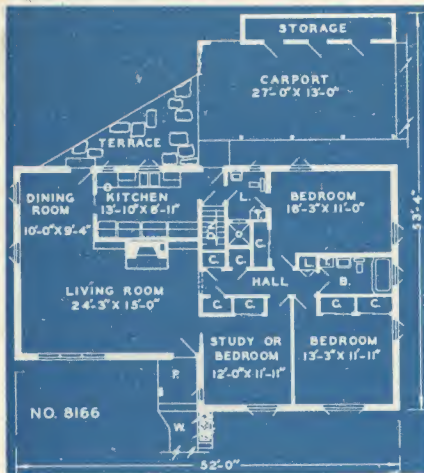 STORAGE
CARPORT
27'-0" X 13'-0"
TERRACE
DINING
ROOM
10'-0" X 9'-4"
KITCHEN
13'-10" X 8'-11"
L.
BEDROOM
16'-3" X 11'-0"
C.
C.
C.
L.
HALL
B.
LIVING ROOM
24'-3" X 15'-0"
C.
C.
C.
C.
STUDY OR
BEDROOM
12'-0" X 11'-11"
BEDROOM
13'-3" X 11'-11"
P.
W.
NO. 8166
53'-4"
52'-0"